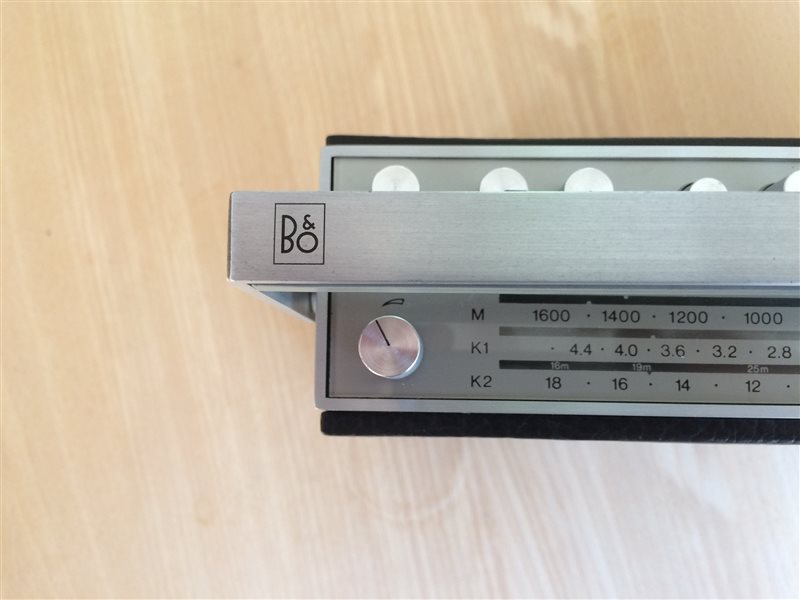 B&O
M 1600 · 1400 · 1200 · 1000
K1 · 4.4 · 4.0 · 3.6 · 3.2 · 2.8
16m 19m 25m
K2 18 · 16 · 14 · 12 ·